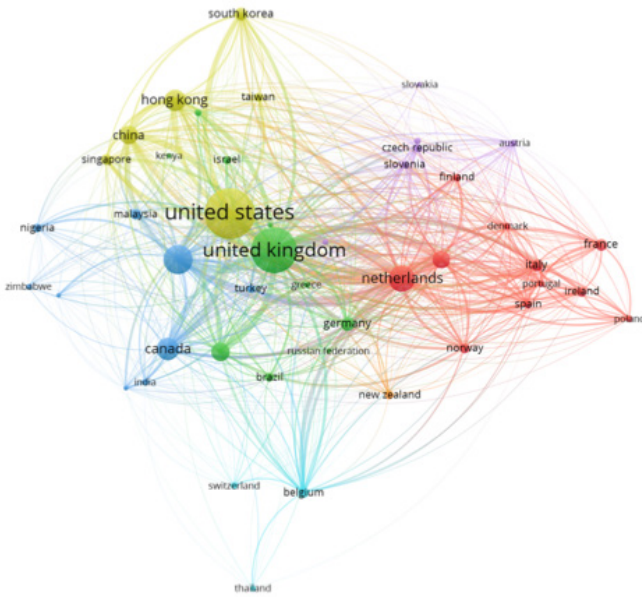 south korea
slovakia
hong kong
taiwan
china
austria
czech republic
singapore
kenya
israel
slovenia
finland
united states
malaysia
nigeria
denmark
united kingdom
france
italy
netherlands
zimbabwe
turkey
greece
portugal
ireland
spain
germany
poland
canada
russian federation
norway
brazil
india
new zealand
switzerland
belgium
thailand